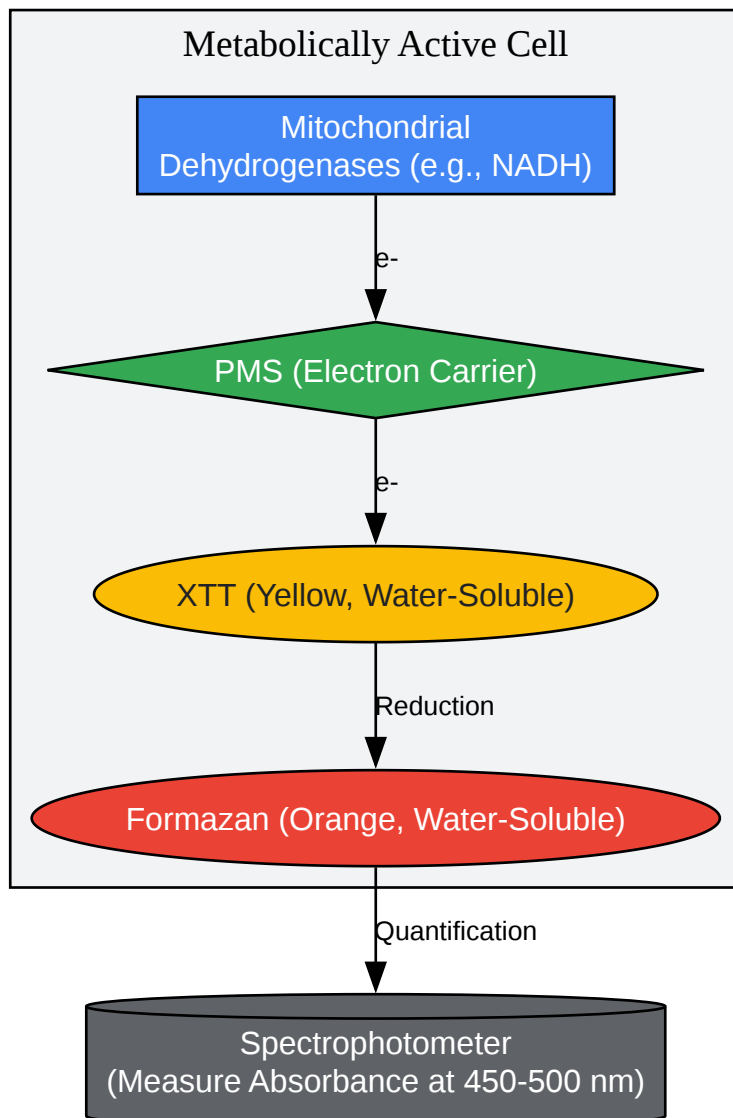 Metabolically Active Cell
Mitochondrial
Dehydrogenases (e.g., NADH)
e-
PMS (Electron Carrier)
e-
XTT (Yellow, Water-Soluble)
Reduction
Formazan (Orange, Water-Soluble)
Quantification
Spectrophotometer
(Measure Absorbance at 450-500 nm)